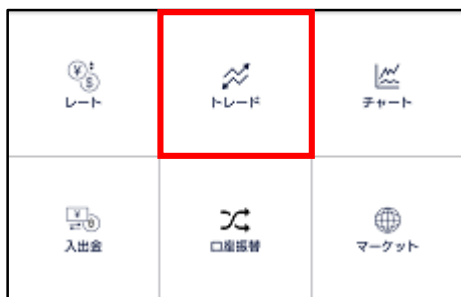 レート
トレード
チャート
入出金
口座振替
マーケット